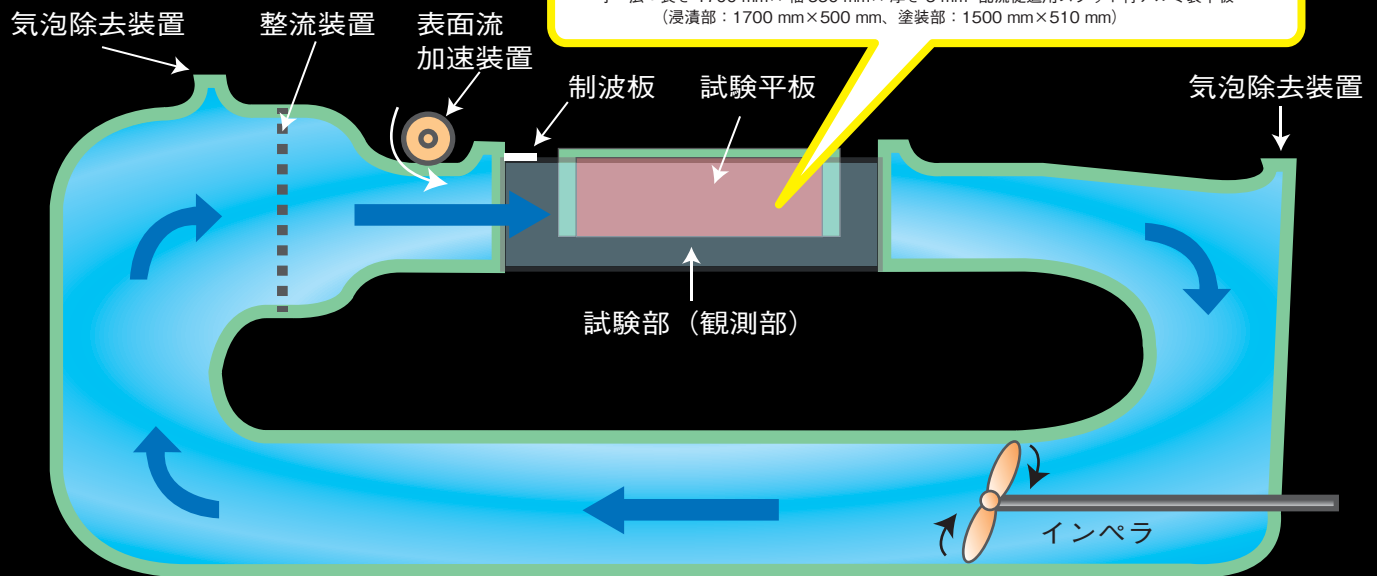 (浸漬部:1700 mm×500 mm、塗装部:1500 mm×510 mm)
気泡除去装置
整流装置
表面流
加速装置
制波板
試験平板
気泡除去装置
試験部(観測部)
インペラ